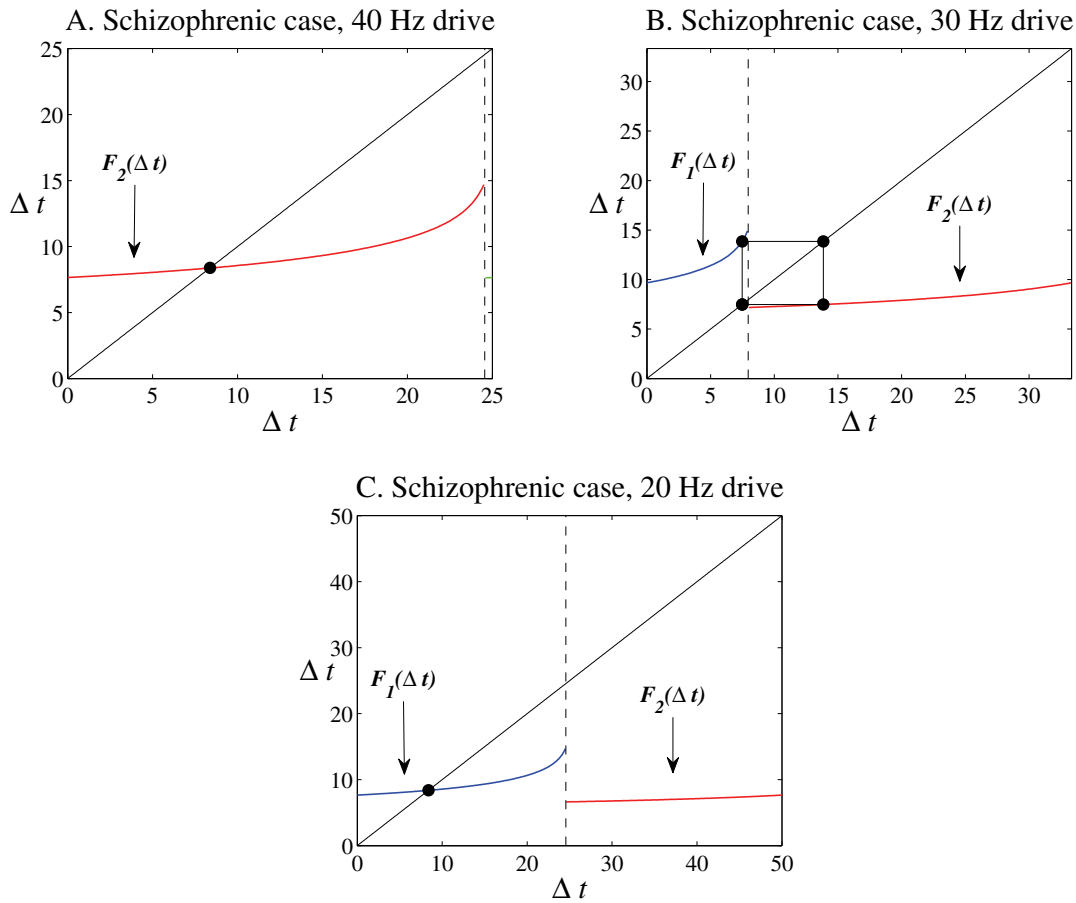 A. Schizophrenic case, 40 Hz drive
25
20
15
10
5
0
Δ t
F2(Δ t)
0 5 10 15 20 25
Δ t
B. Schizophrenic case, 30 Hz drive
30
25
20
15
10
5
0
Δ t
F1(Δ t)
F2(Δ t)
0 5 10 15 20 25 30
Δ t
C. Schizophrenic case, 20 Hz drive
50
40
30
20
10
0
Δ t
F1(Δ t)
F2(Δ t)
0 10 20 30 40 50
Δ t